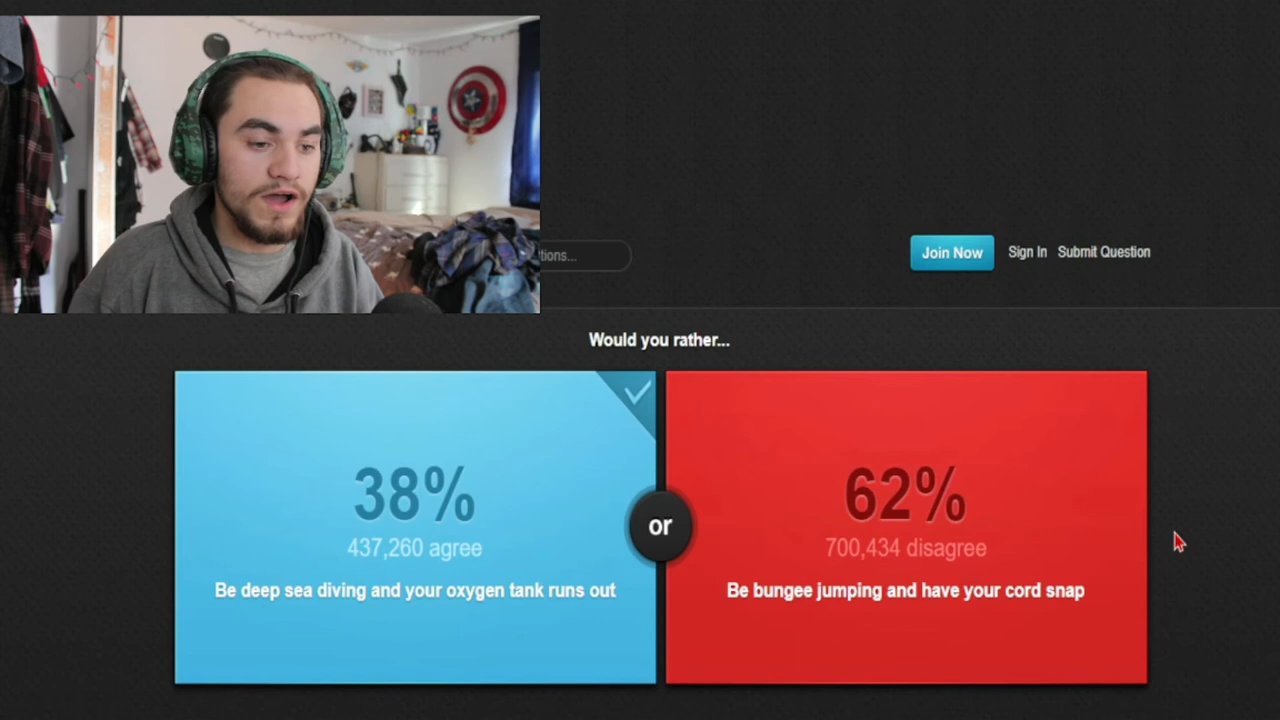 tions...
Join Now
Sign In
Submit Question
Would you rather...
38%
437,260 agree
Be deep sea diving and your oxygen tank runs out
or
62%
700,434 disagree
Be bungee jumping and have your cord snap